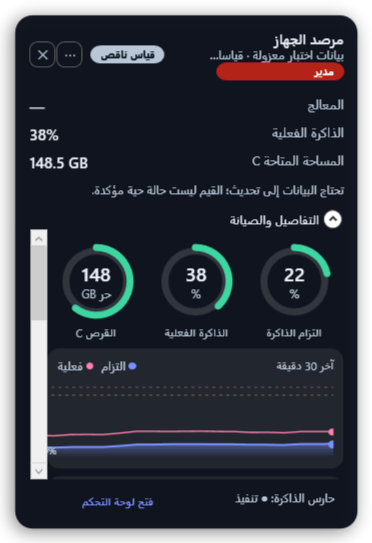 مرصد الجهاز
بيانات اختبار معزولة · قياسا...
قياس ناقص
مدير
المعالج —
الذاكرة الفعلية 38%
المساحة المتاحة C 148.5 GB
تحتاج البيانات إلى تحديث؛ القيم ليست حالة حية مؤكدة.
التفاصيل والصيانة
22 %
التزام الذاكرة
38 %
الذاكرة الفعلية
148
GB حر
القرص C
آخر 30 دقيقة
التزام فعلية
%
حارس الذاكرة: ● تنفيذ
فتح لوحة التحكم